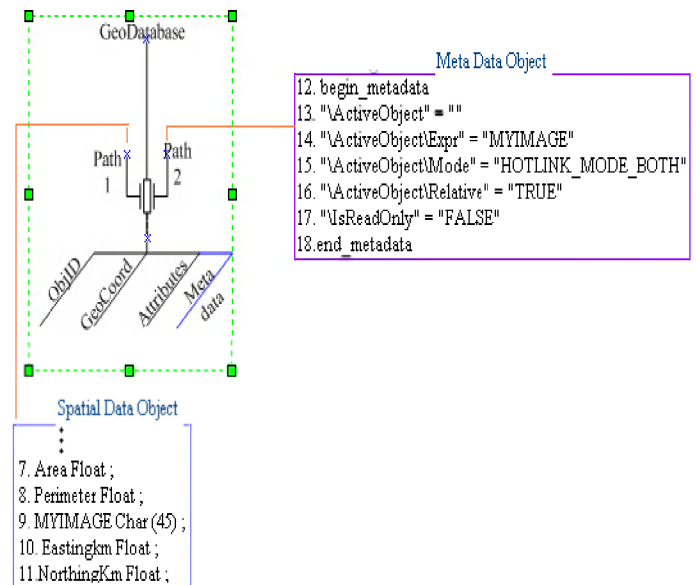 GeoDatabase
Path
1
Path
2
ObjID
GeoCoord
Attributes
Meta
data
Meta Data Object
12. begin_metadata
13. "\ActiveObject" = ""
14. "\ActiveObject\Expr" = "MYIMAGE"
15. "\ActiveObject\Mode" = "HOTLINK_MODE_BOTH"
16. "\ActiveObject\Relative" = "TRUE"
17. "\IsReadOnly" = "FALSE"
18.end_metadata
Spatial Data Object
7. Area Float ;
8. Perimeter Float ;
9. MYIMAGE Char (45) ;
10. Eastingkm Float ;
11.NorthingKm Float ;